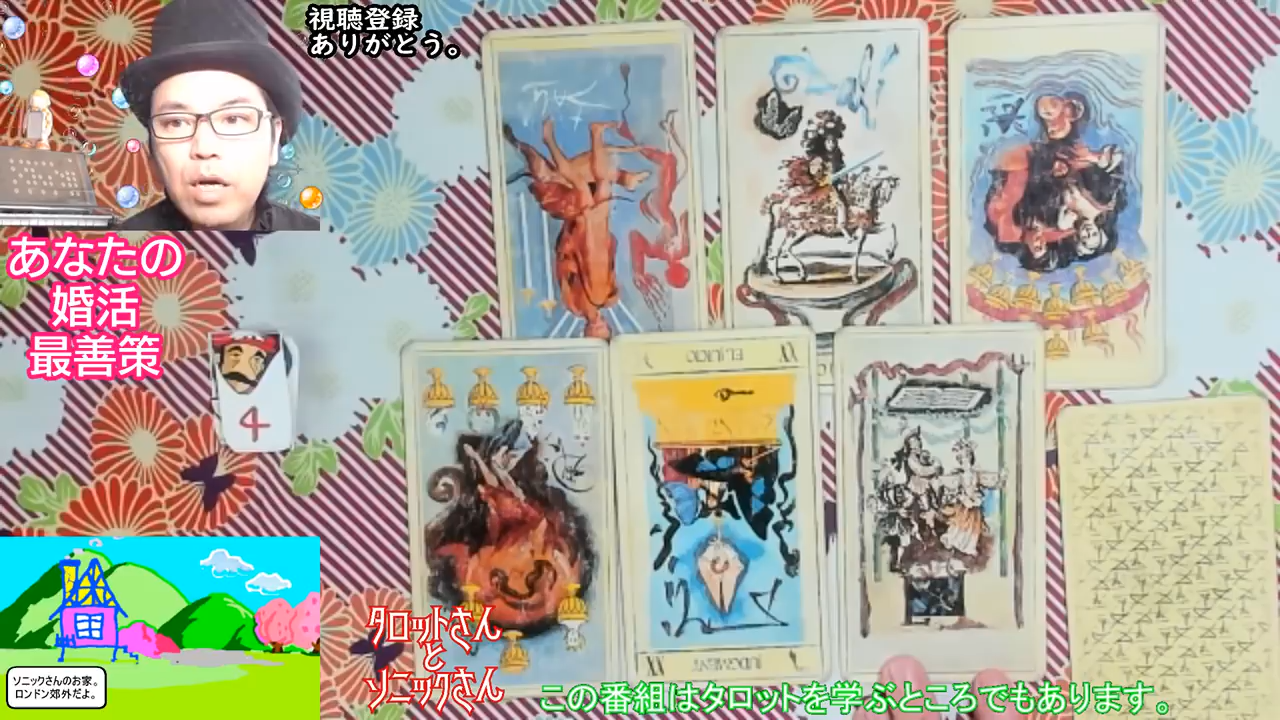 視聴登録
ありがとう。
あなたの
婚活
最善策
4
EL JUICIO
XX
JUDGMENT
XX
ソニックさんのお家。
ロンドン郊外だよ。
タロットさん
と
ソニックさん
この番組はタロットを学ぶところでもあります。